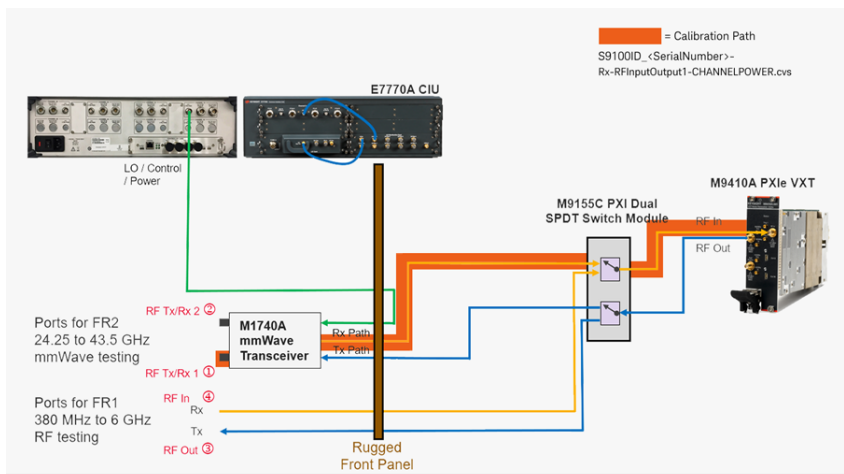 = Calibration Path
S9100ID_<SerialNumber>-
Rx-RFInputOutput1-CHANNELPOWER.cvs
E7770A CIU
LO / Control
/ Power
M9155C PXI Dual
SPDT Switch Module
M9410A PXIe VXT
RF In
RF Out
RF Tx/Rx 2 ②
Ports for FR2
24.25 to 43.5 GHz
mmWave testing
M1740A
mmWave
Transceiver
Rx Path
Tx Path
RF Tx/Rx 1 ①
Ports for FR1
380 MHz to 6 GHz
RF testing
RF In ④
Rx
Tx
RF Out ③
Rugged
Front Panel